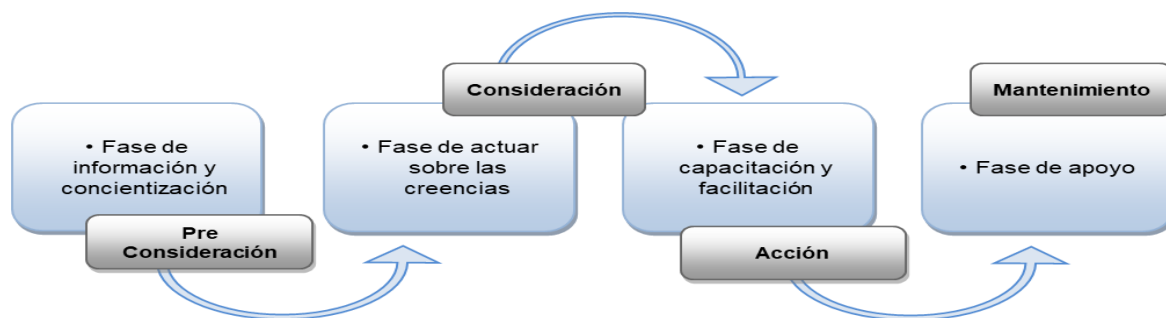 • Fase de
información y
concientización
Pre
Consideración
• Fase de actuar
sobre las
creencias
Consideración
• Fase de
capacitación y
facilitación
Acción
Mantenimiento
• Fase de apoyo